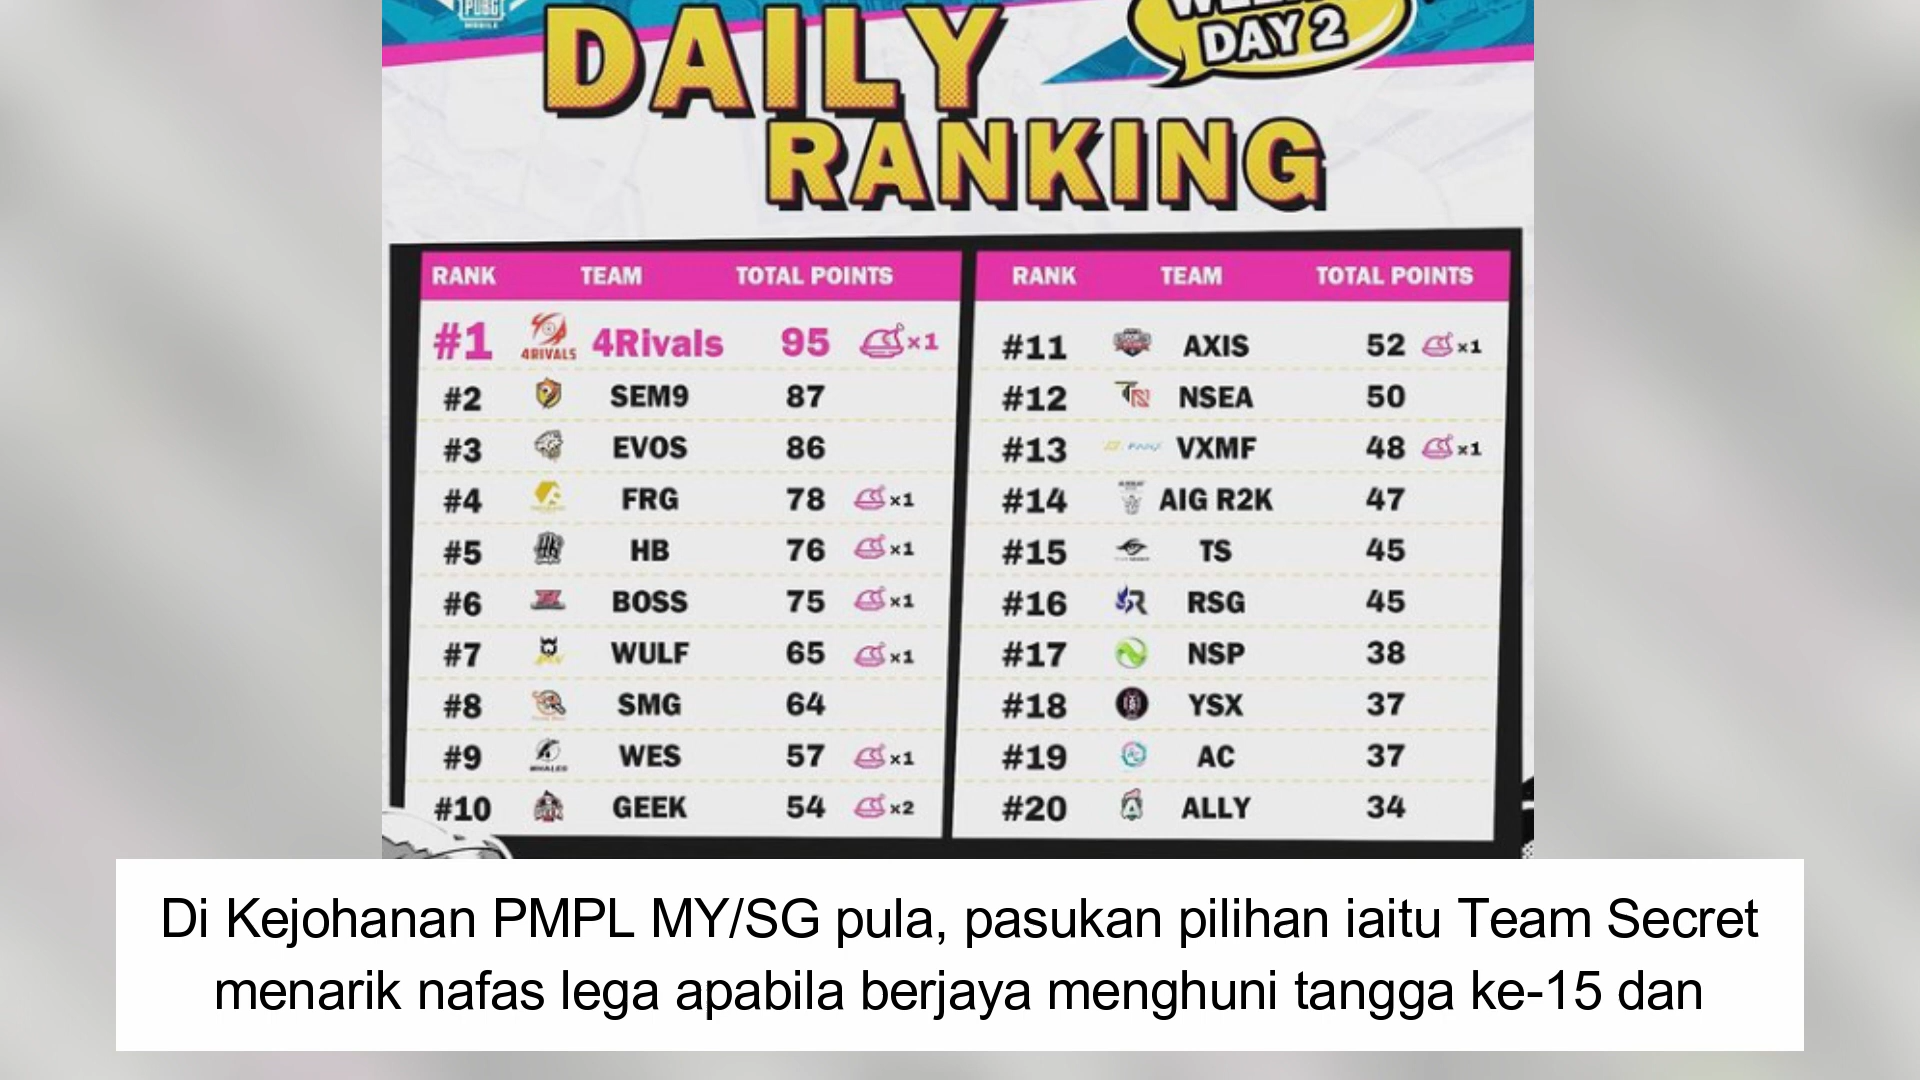 PUBG
MOBILE
DAILY
DAY 2
RANKING
RANK TEAM TOTAL POINTS
#1 4RIVALS 4Rivals 95 x1
#2 SEM9 87
#3 EVOS 86
#4 FRG 78 x1
#5 HB 76 x1
#6 BOSS 75 x1
#7 WULF 65 x1
#8 SMG 64
#9 WHALES WES 57 x1
#10 GEEK 54 x2
RANK TEAM TOTAL POINTS
#11 AXIS 52 x1
#12 NSEA 50
#13 VXMF 48 x1
#14 AIG R2K 47
#15 TS 45
#16 RSG 45
#17 NSP 38
#18 YSX 37
#19 AC 37
#20 ALLY 34
Di Kejohanan PMPL MY/SG pula, pasukan pilihan iaitu Team Secret
menarik nafas lega apabila berjaya menghuni tangga ke-15 dan